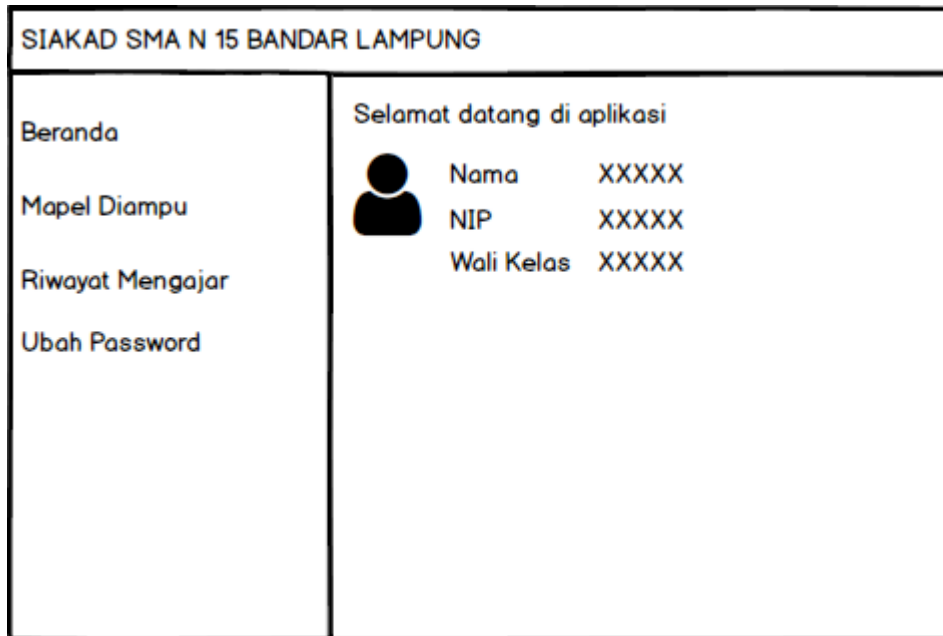 SIAKAD SMA N 15 BANDAR LAMPUNG
Beranda
Mapel Diampu
Riwayat Mengajar
Ubah Password
Selamat datang di aplikasi
Nama XXXXX
NIP XXXXX
Wali Kelas XXXXX